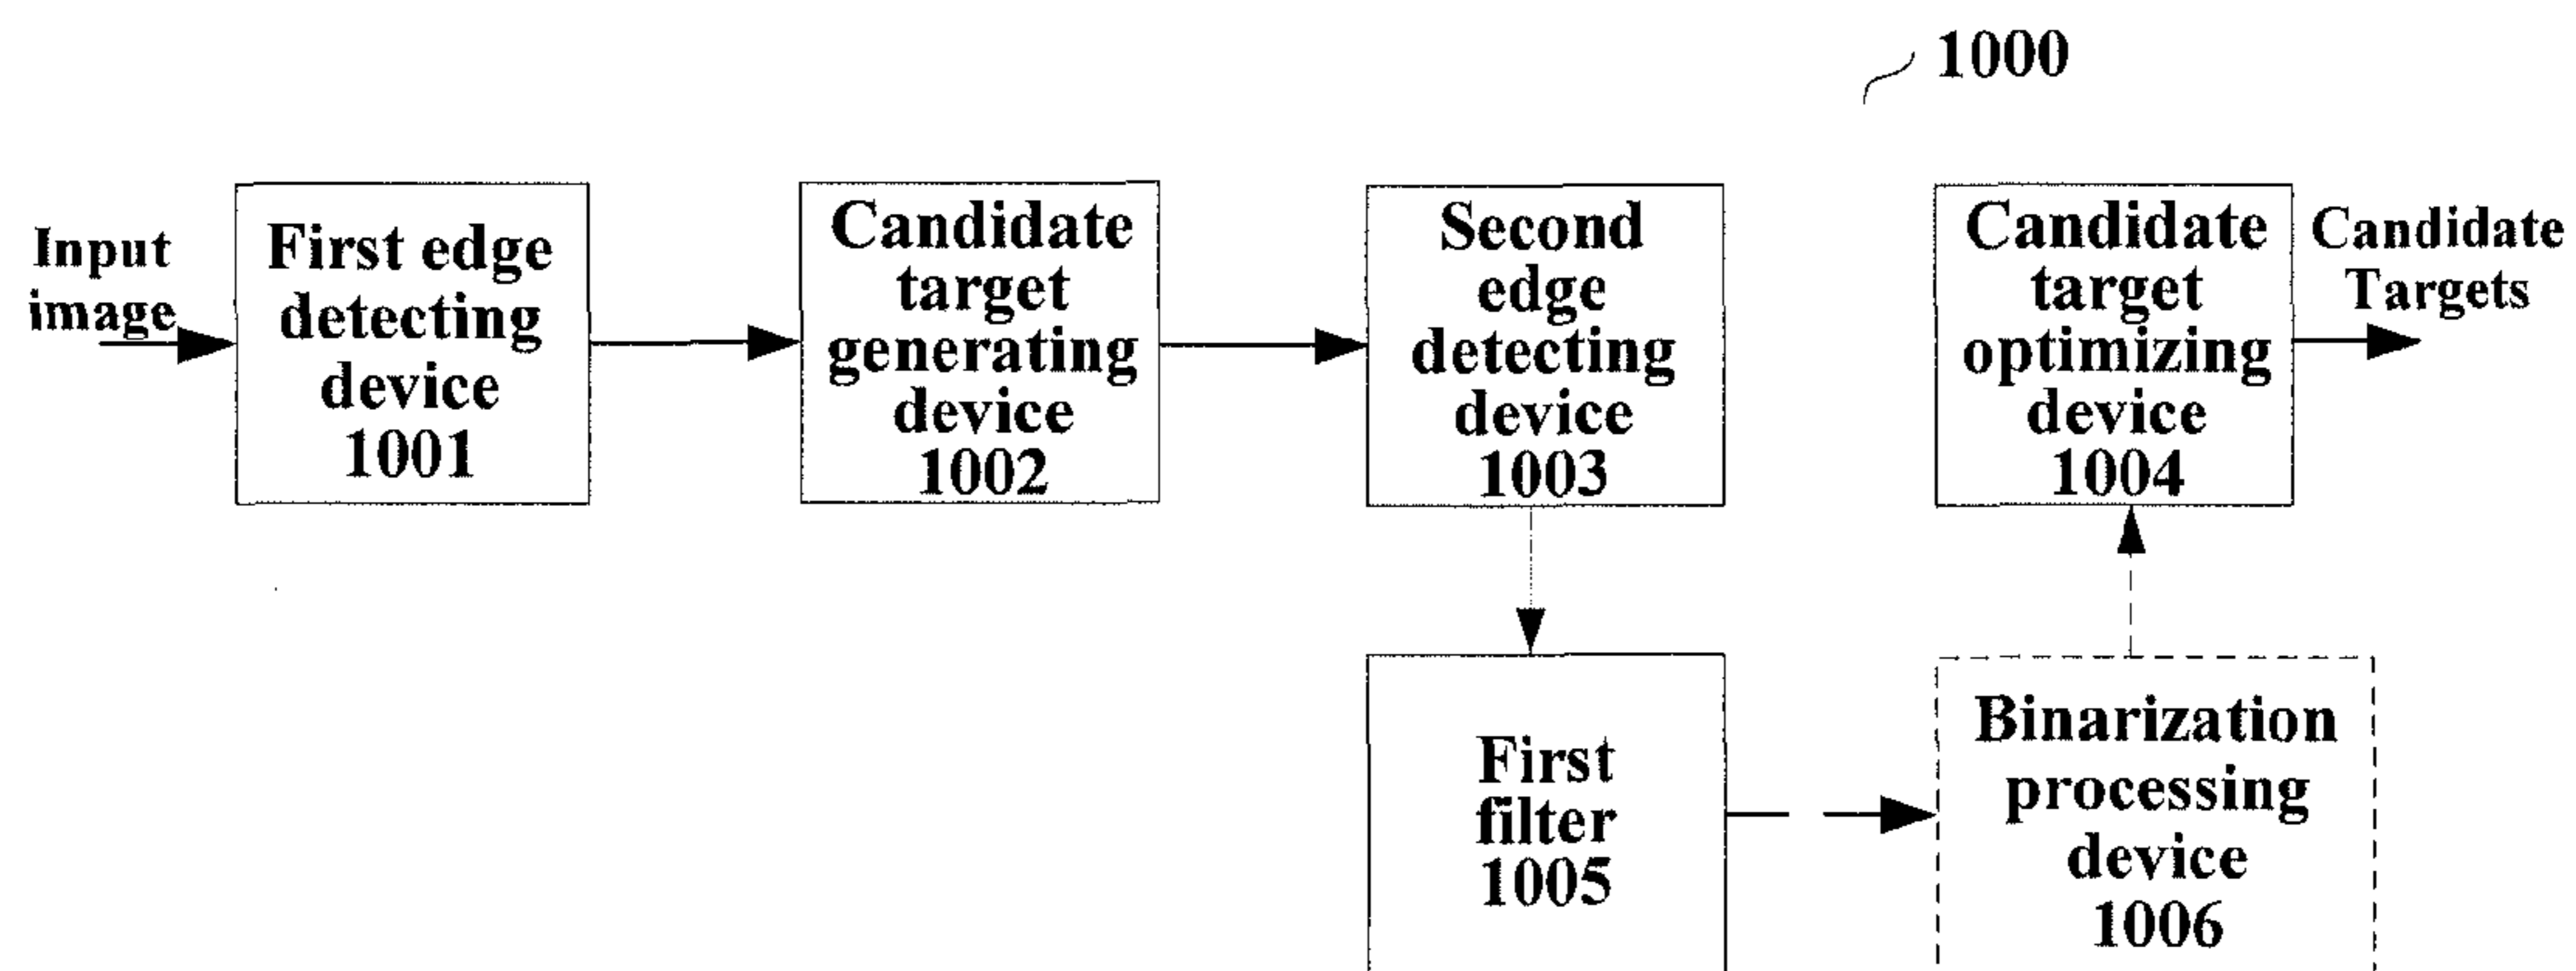 1000
Input
image
First edge
detecting
device
1001
Candidate
target
generating
device
1002
Second
edge
detecting
device
1003
Candidate
target
optimizing
device
1004
Candidate
Targets
First
filter
1005
Binarization
processing
device
1006